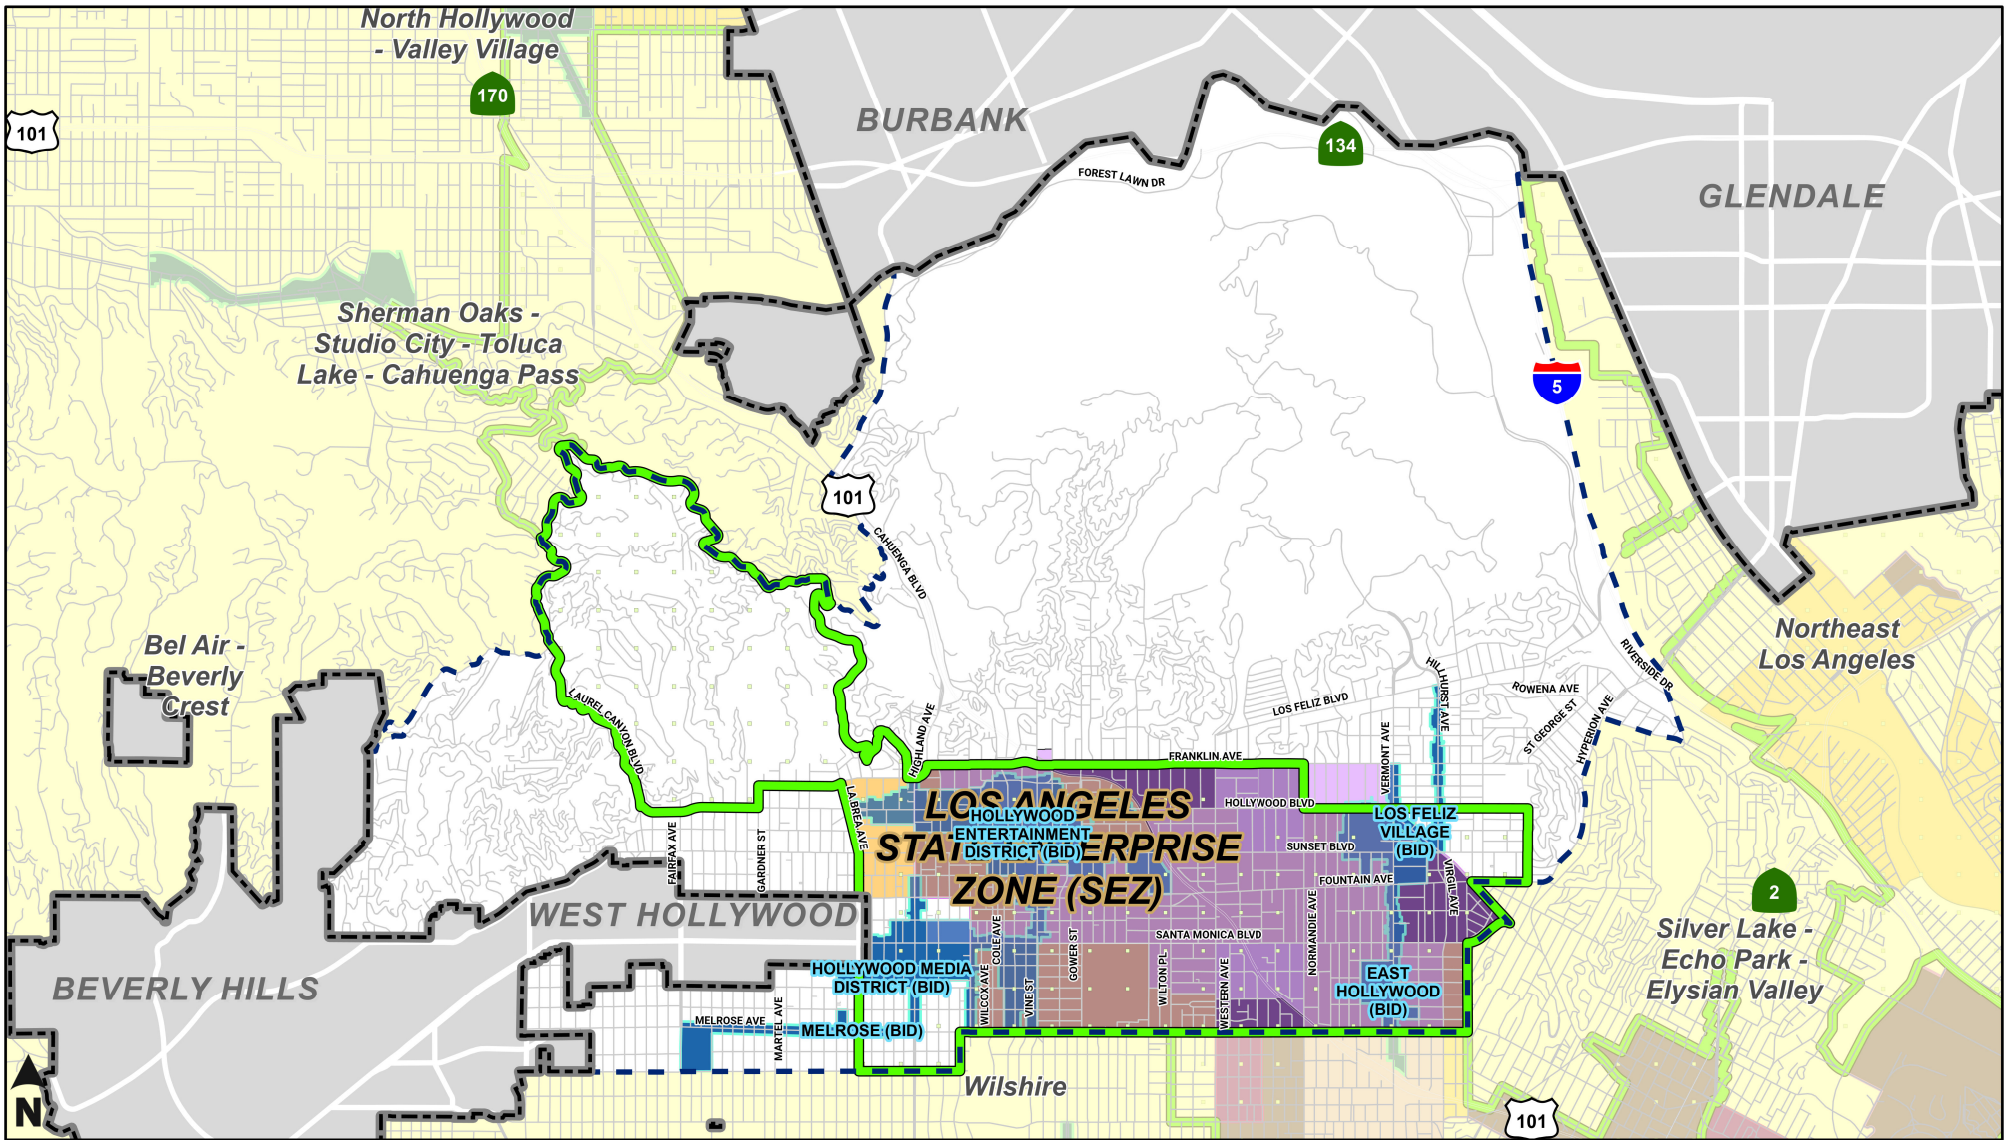 North Hollywood
- Valley Village
170
101
BURBANK
134
GLENDALE
FOREST LAWN DR
Sherman Oaks -
Studio City - Toluca
Lake - Cahuenga Pass
5
101
CAHUENGA BLVD
Bel Air -
Beverly
Crest
Northeast
Los Angeles
RIVERSIDE DR
HILLHURST AVE
ROWENA AVE
LOS FELIZ BLVD
ST GEORGE ST
HYPERION AVE
LAUREL CANYON BLVD
HIGHLAND AVE
VERMONT AVE
FRANKLIN AVE
LA BREA AVE
LOS ANGELES
STATE ENTERPRISE
ZONE (SEZ)
HOLLYWOOD
ENTERTAINMENT
DISTRICT (BID)
HOLLYWOOD BLVD
LOS FELIZ
VILLAGE
(BID)
SUNSET BLVD
FAIRFAX AVE
GARDNER ST
FOUNTAIN AVE
VIRGIL AVE
2
WEST HOLLYWOOD
COLE AVE
GOWER ST
SANTA MONICA BLVD
NORMANDIE AVE
Silver Lake -
Echo Park -
Elysian Valley
BEVERLY HILLS
HOLLYWOOD MEDIA
DISTRICT (BID)
WILCOX AVE
VINE ST
WILTON PL
WESTERN AVE
EAST
HOLLYWOOD
(BID)
MELROSE AVE
MARTEL AVE
MELROSE (BID)
Wilshire
N
101